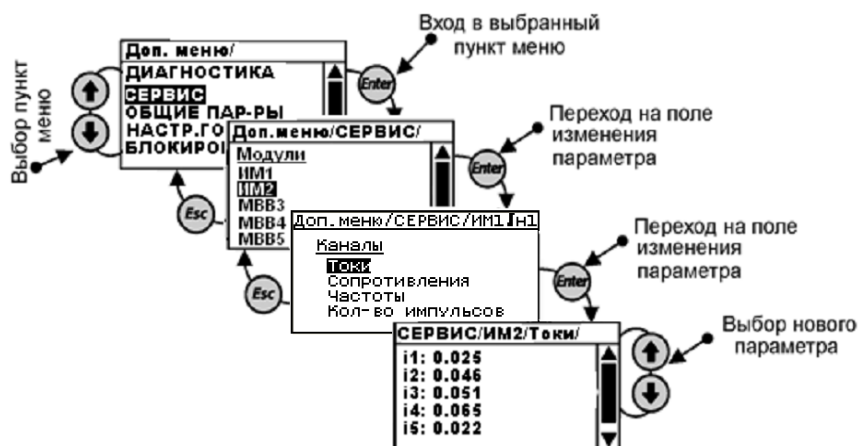 Вход в выбранный
пункт меню
Выбор пункт
меню
Доп. меню/
ДИАГНОСТИКА
СЕРВИС
ОБЩИЕ ПАР-РЫ
НАСТР.ГО
БЛОКИРО
Enter
Переход на поле
изменения
параметра
Доп.меню/СЕРВИС/
Модули
ИМ1
ИМ2
МВВ3
МВВ4
МВВ5
Enter
Esc
Переход на поле
изменения
параметра
Доп.меню/СЕРВИС/ИМ1
Каналы
Токи
Сопротивления
Частоты
Кол-во импульсов
Enter
Esc
Выбор нового
параметра
СЕРВИС/ИМ2/Токи/
i1: 0.025
i2: 0.046
i3: 0.051
i4: 0.065
i5: 0.022